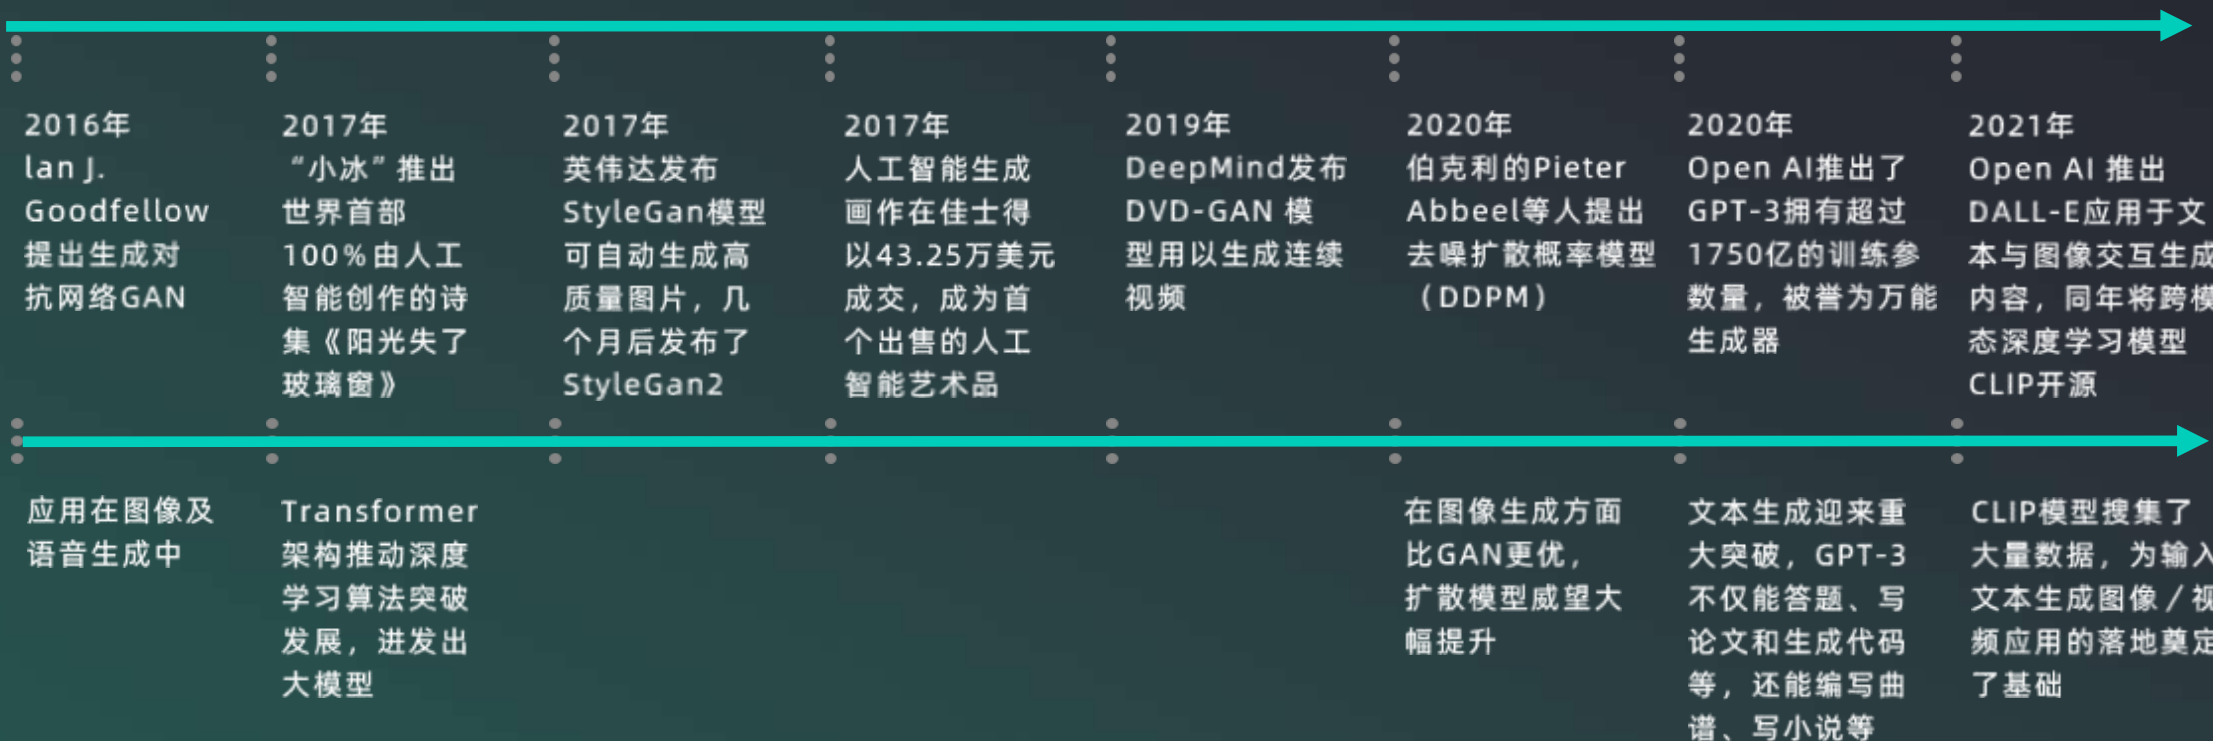 2016年
lan J.
Goodfellow
提出生成对
抗网络GAN
2017年
“小冰”推出
世界首部
100%由人工
智能创作的诗
集《阳光失了
玻璃窗》
2017年
英伟达发布
StyleGan模型
可自动生成高
质量图片，几
个月后发布了
StyleGan2
2017年
人工智能生成
画作在佳士得
以43.25万美元
成交，成为首
个出售的人工
智能艺术品
2019年
DeepMind发布
DVD-GAN 模
型用以生成连续
视频
2020年
伯克利的Pieter
Abbeel等人提出
去噪扩散概率模型
（DDPM）
2020年
Open AI推出了
GPT-3拥有超过
1750亿的训练参
数量，被誉为万能
生成器
2021年
Open AI 推出
DALL-E应用于文
本与图像交互生成
内容，同年将跨模
态深度学习模型
CLIP开源
应用在图像及
语音生成中
Transformer
架构推动深度
学习算法突破
发展，进发出
大模型
在图像生成方面
比GAN更优，
扩散模型威望大
幅提升
文本生成迎来重
大突破，GPT-3
不仅能答题、写
论文和生成代码
等，还能编写曲
谱、写小说等
CLIP模型搜集了
大量数据，为输入
文本生成图像／视
频应用的落地奠定
了基础